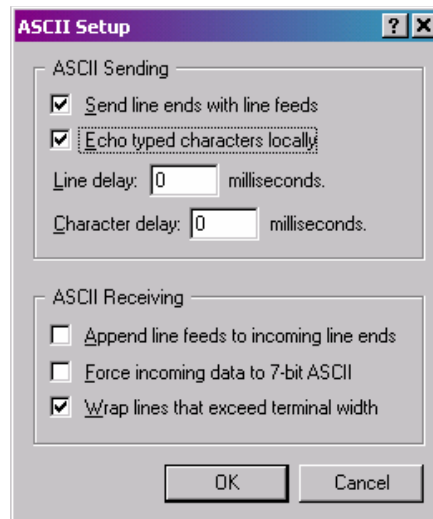 ASCII Setup
ASCII Sending
Send line ends with line feeds
Echo typed characters locally
Line delay: 0 milliseconds.
Character delay: 0 milliseconds.
ASCII Receiving
Append line feeds to incoming line ends
Force incoming data to 7-bit ASCII
Wrap lines that exceed terminal width
OK Cancel